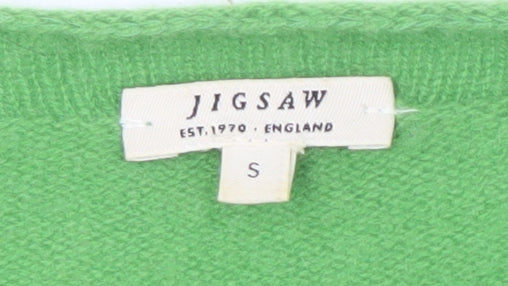 JIGSAW
EST. 1970 · ENGLAND
S